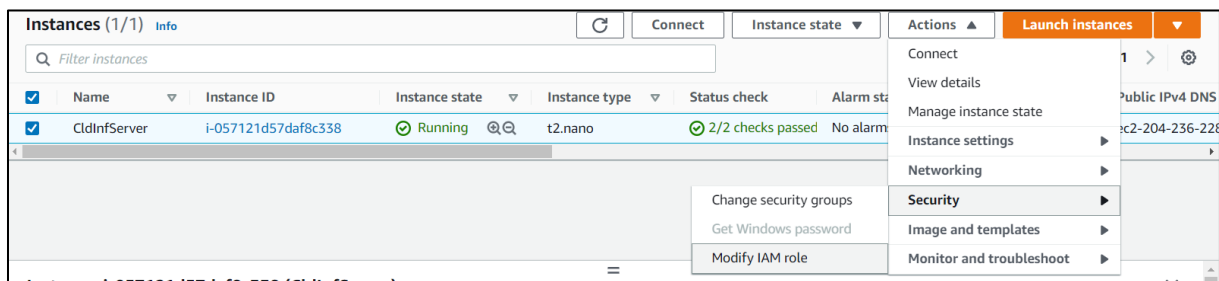 Instances (1/1) Info
Connect
Instance state
Actions
Launch instances
Filter instances
1
Name
Instance ID
Instance state
Instance type
Status check
Alarm sta
Public IPv4 DNS
CldInfServer
i-057121d57daf8c338
Running
t2.nano
2/2 checks passed
No alarm
ec2-204-236-228
Connect
View details
Manage instance state
Instance settings
Networking
Security
Image and templates
Monitor and troubleshoot
Change security groups
Get Windows password
Modify IAM role